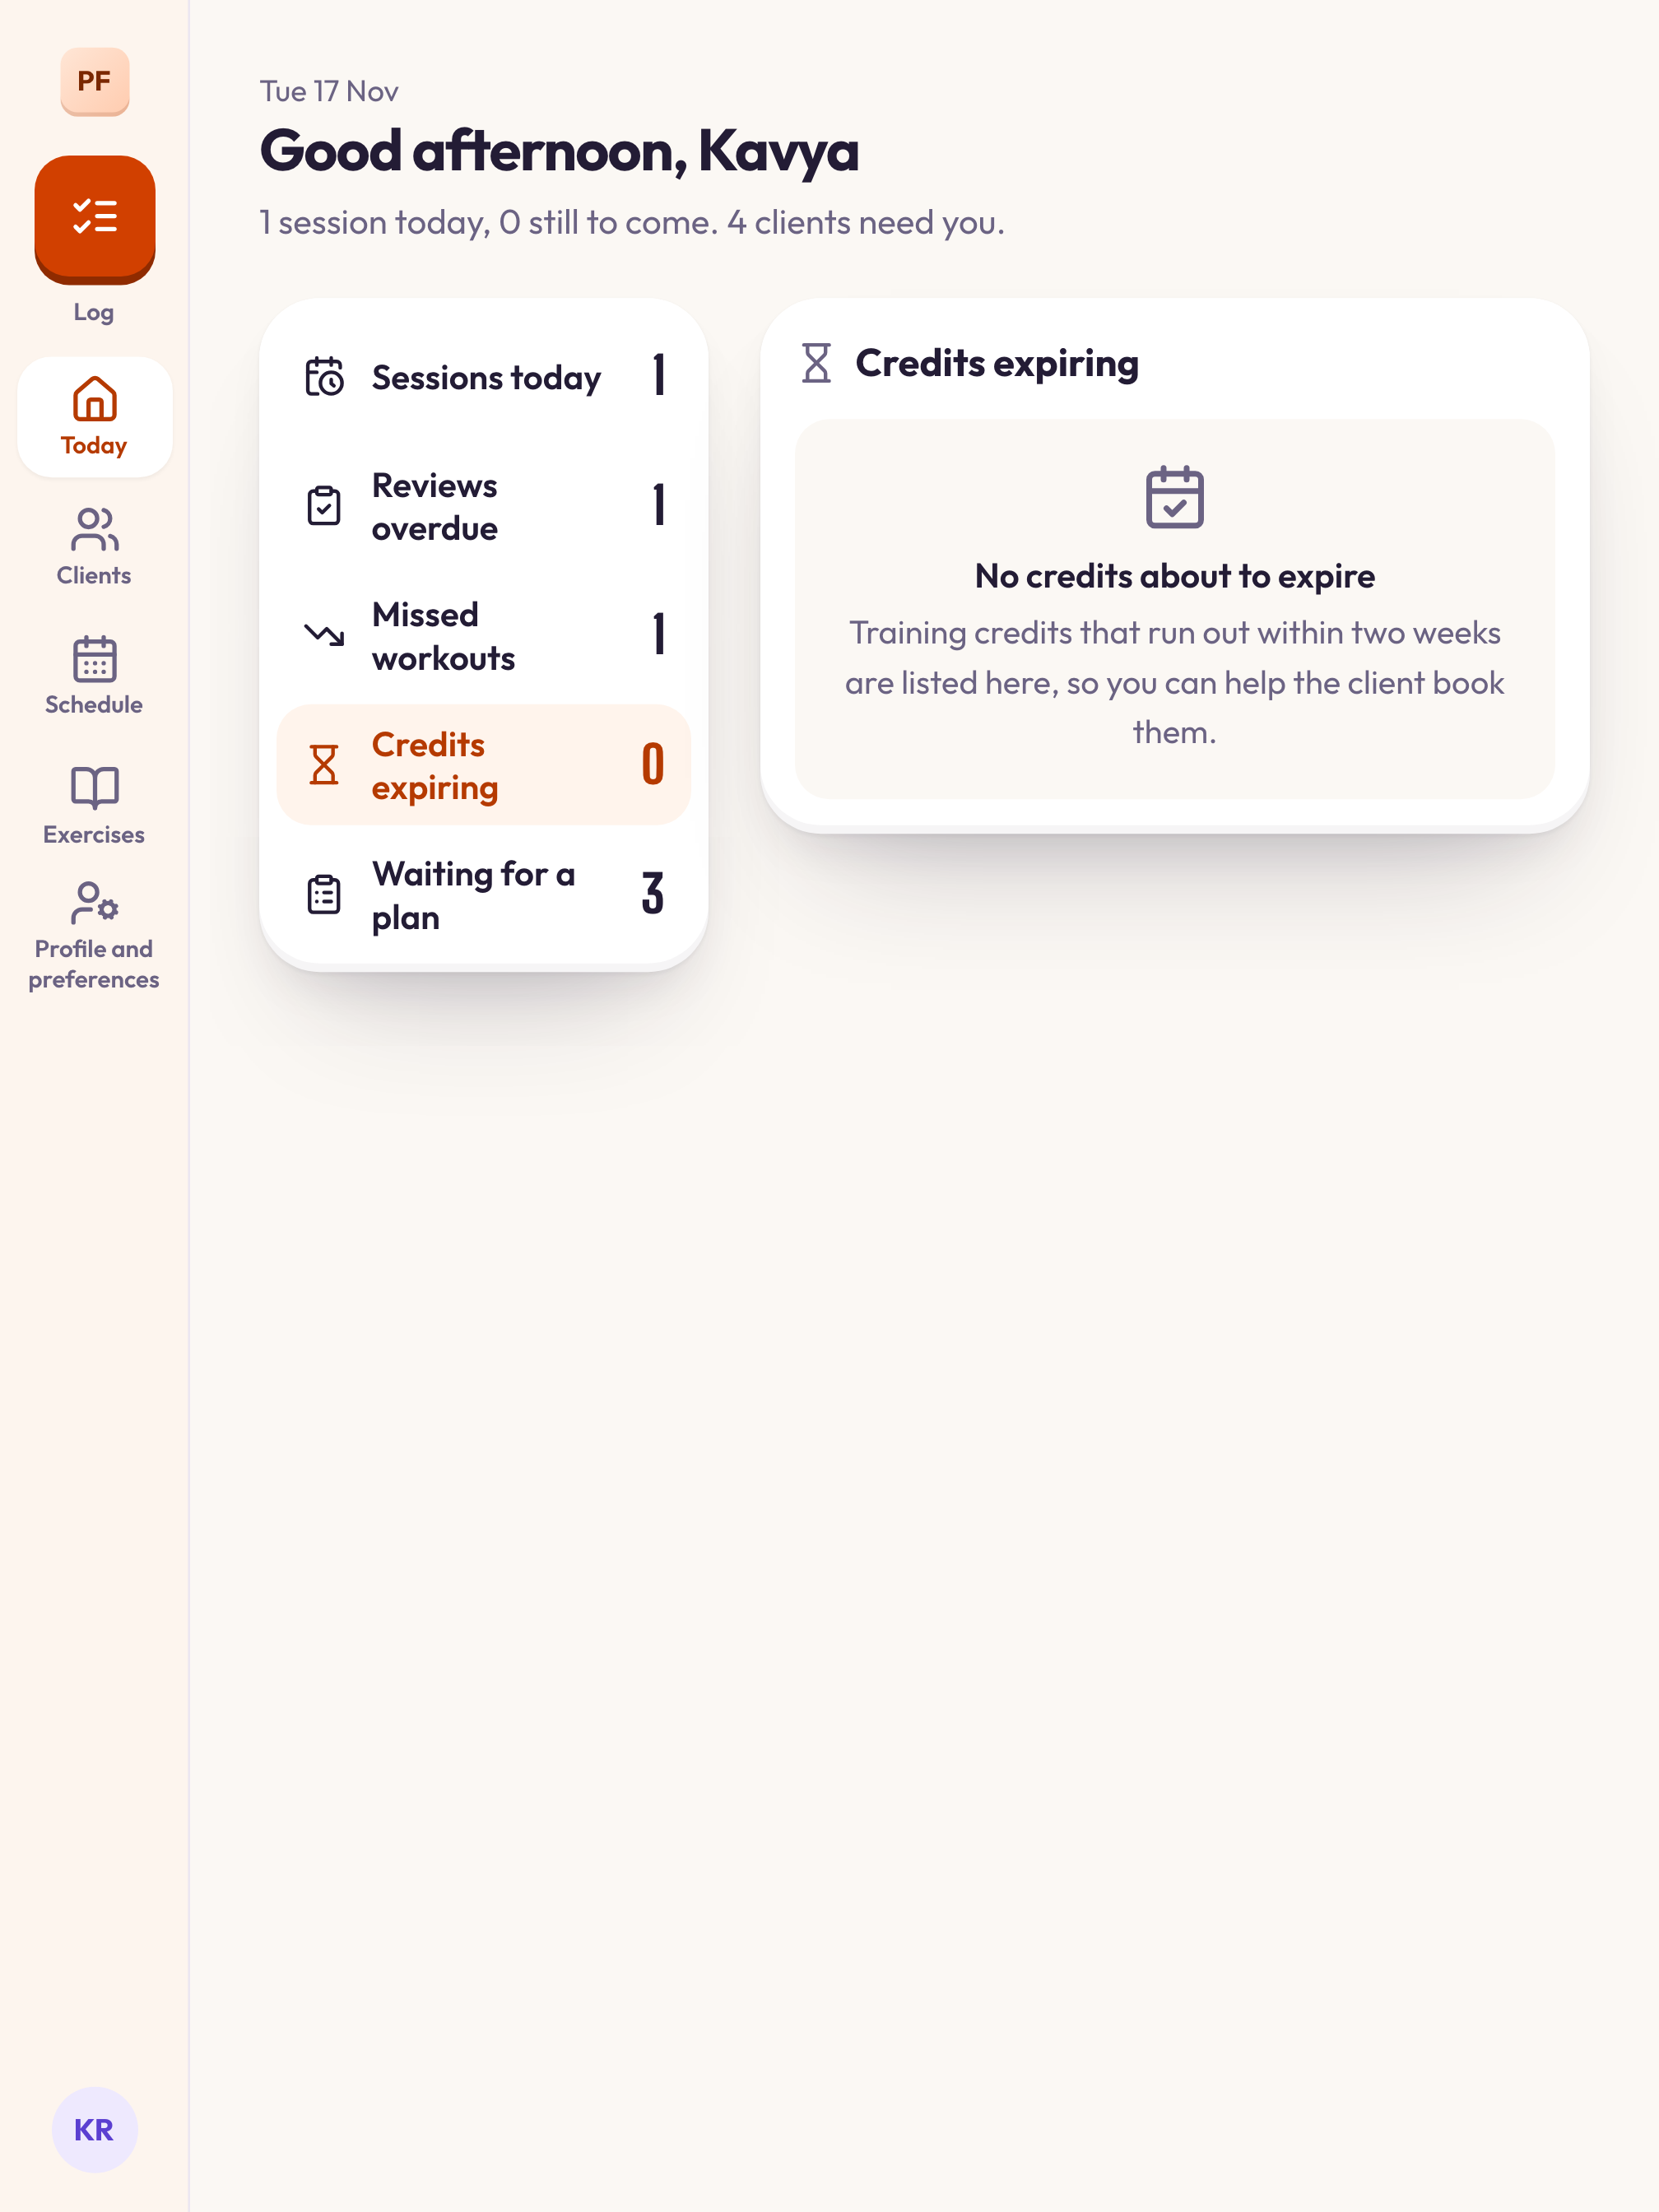 PF
Log
Today
Clients
Schedule
Exercises
Profile and
preferences
KR
Tue 17 Nov
Good afternoon, Kavya
1 session today, 0 still to come. 4 clients need you.
Sessions today 1
Reviews
overdue 1
Missed
workouts 1
Credits
expiring 0
Waiting for a
plan 3
Credits expiring
No credits about to expire
Training credits that run out within two weeks
are listed here, so you can help the client book
them.